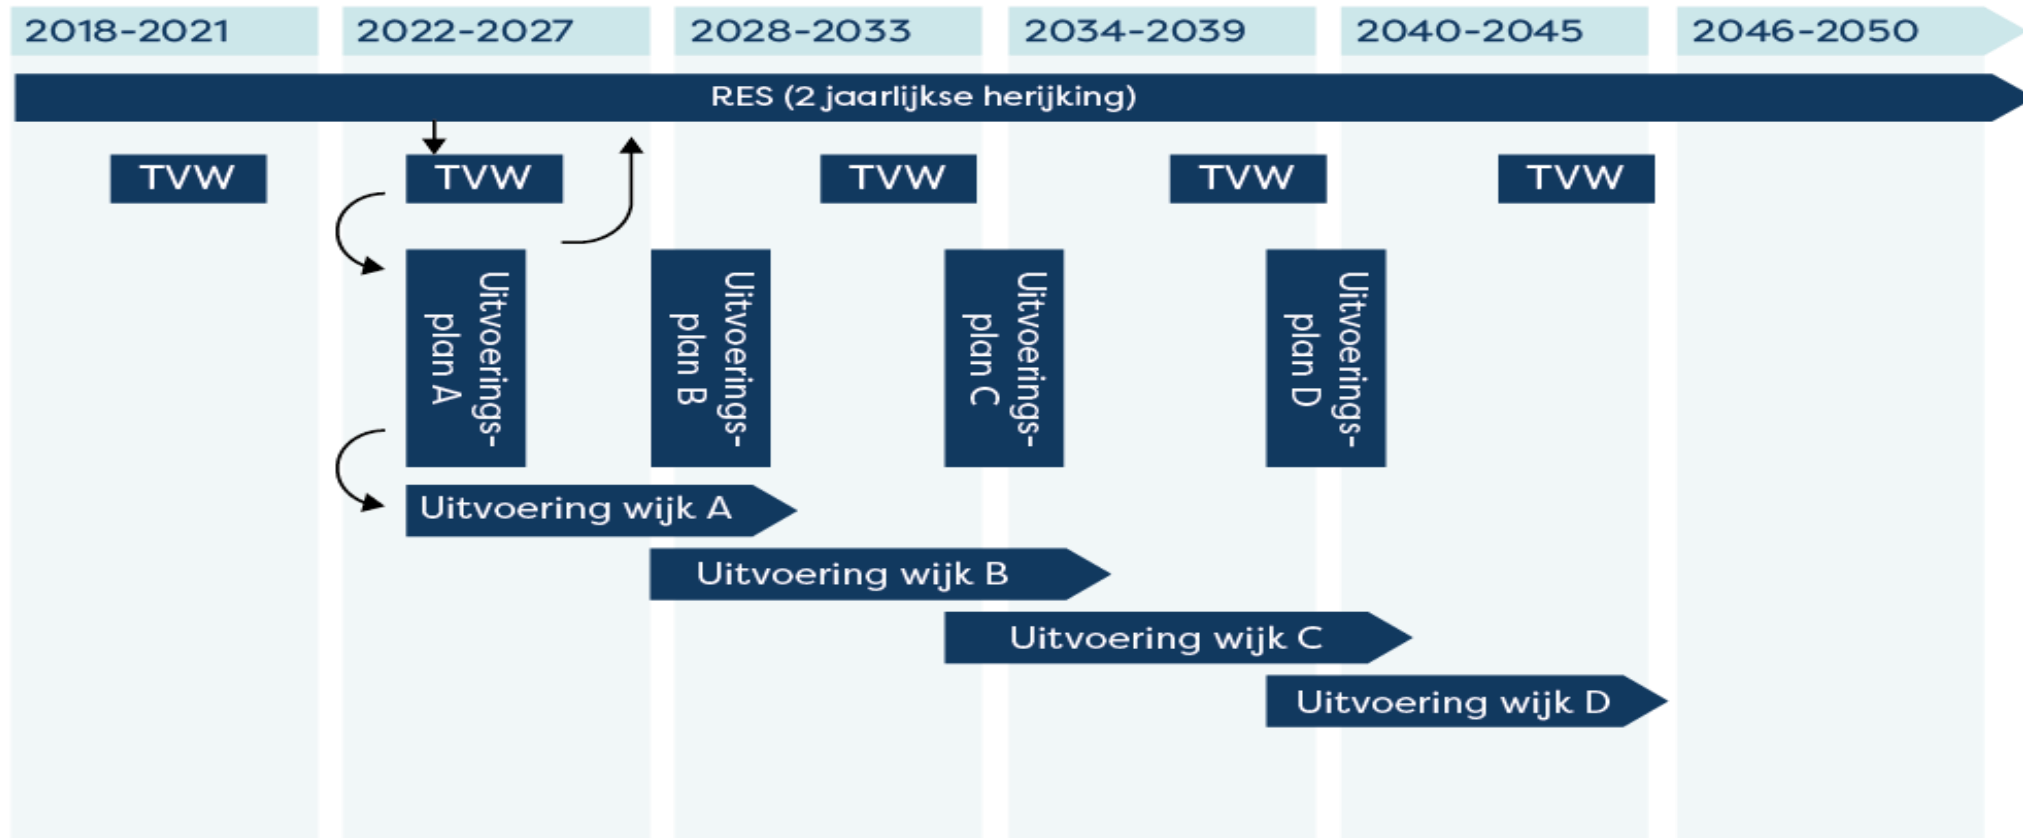 2018-2021
2022-2027
2028-2033
2034-2039
2040-2045
2046-2050
RES (2 jaarlijkse herijking)
TVW
TVW
TVW
TVW
TVW
Uitvoerings-
plan A
Uitvoerings-
plan B
Uitvoerings-
plan C
Uitvoerings-
plan D
Uitvoering wijk A
Uitvoering wijk B
Uitvoering wijk C
Uitvoering wijk D